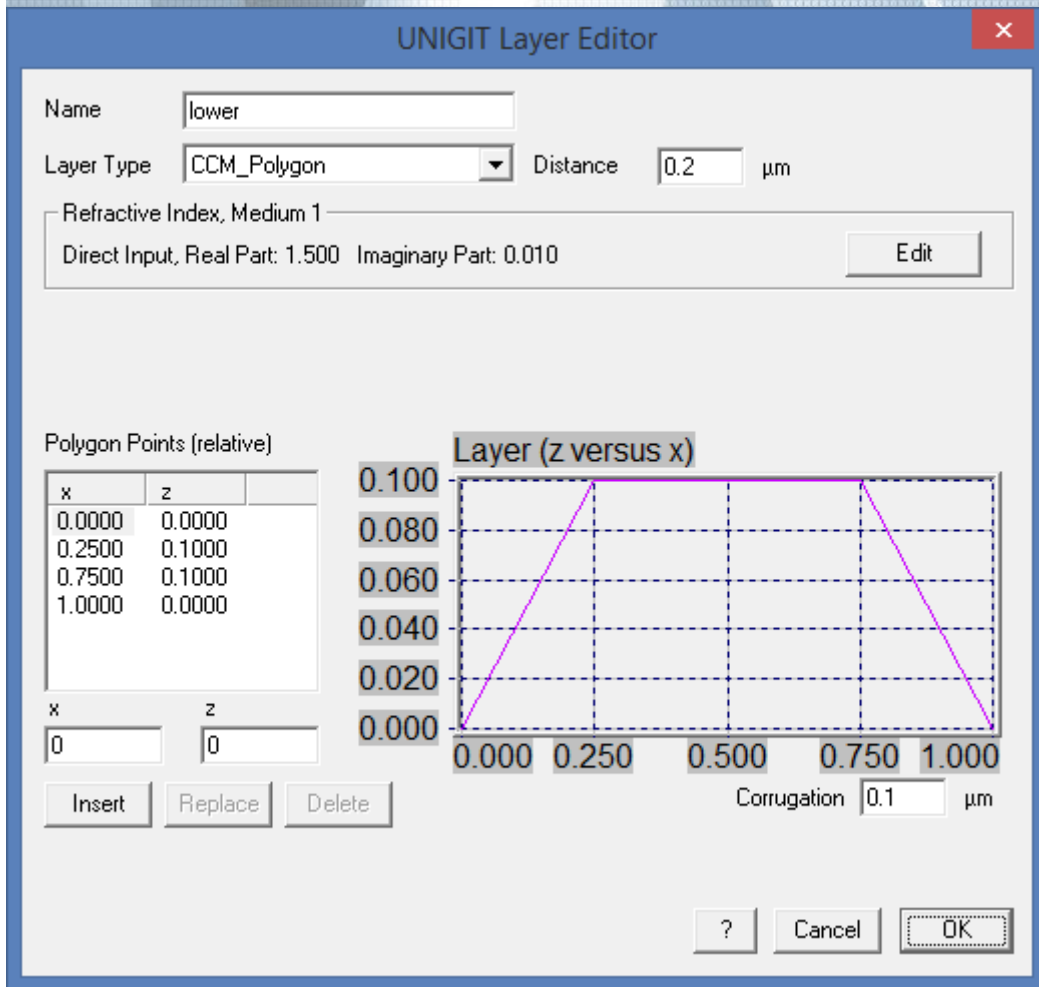 UNIGIT Layer Editor
Name lower
Layer Type CCM_Polygon Distance 0.2 µm
Refractive Index, Medium 1
Direct Input, Real Part: 1.500 Imaginary Part: 0.010 Edit
Polygon Points (relative)
x z
0.0000 0.0000
0.2500 0.1000
0.7500 0.1000
1.0000 0.0000
x z
0 0
Insert Replace Delete
Layer (z versus x)
0.100
0.080
0.060
0.040
0.020
0.000
0.000 0.250 0.500 0.750 1.000
Corrugation 0.1 µm
? Cancel OK